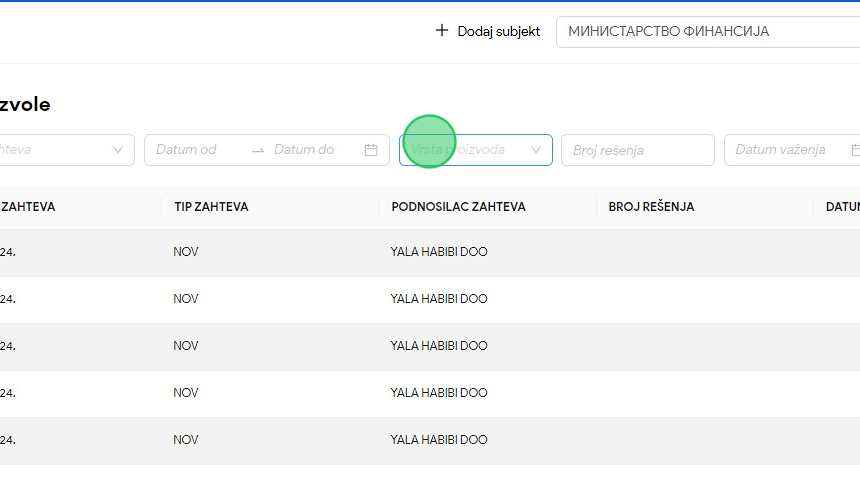 + Dodaj subjekt МИНИСТАРСТВО ФИНАНСИЈА
zvole
hteva Datum od → Datum do Vrsta proizvoda Broj rešenja Datum važenja
ZAHTEVA TIP ZAHTEVA PODNOSILAC ZAHTEVA BROJ REŠENJA DATUM
24. NOV YALA HABIBI DOO
24. NOV YALA HABIBI DOO
24. NOV YALA HABIBI DOO
24. NOV YALA HABIBI DOO
24. NOV YALA HABIBI DOO